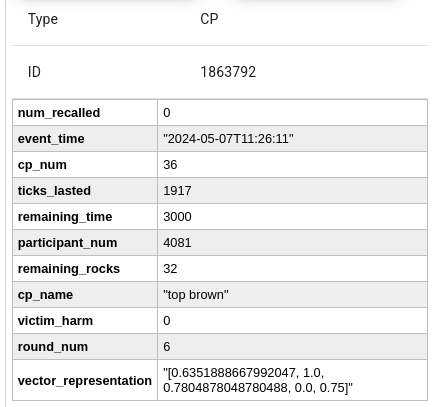 Type CP
ID 1863792
num_recalled 0
event_time "2024-05-07T11:26:11"
cp_num 36
ticks_lasted 1917
remaining_time 3000
participant_num 4081
remaining_rocks 32
cp_name "top brown"
victim_harm 0
round_num 6
vector_representation "[0.6351888667992047, 1.0,
0.7804878048780488, 0.0, 0.75]"